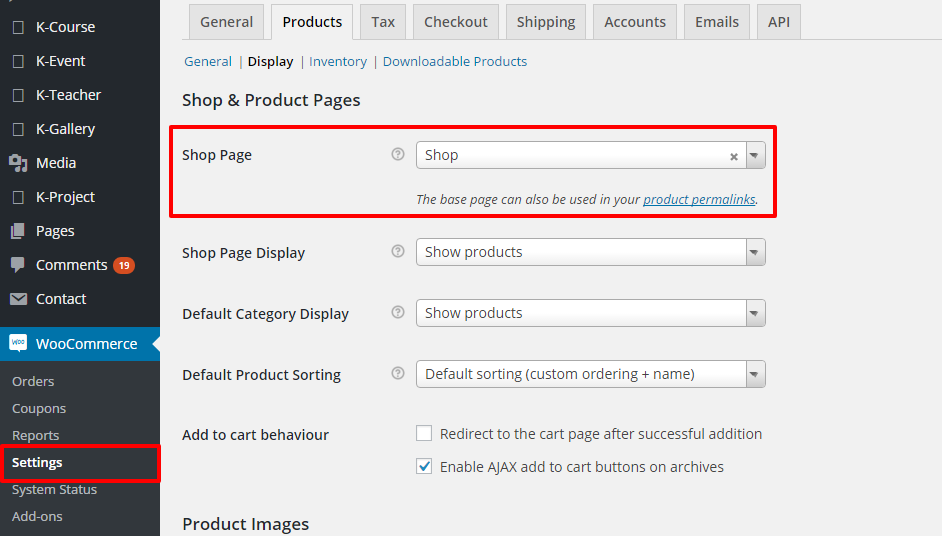 K-Course
K-Event
K-Teacher
K-Gallery
Media
K-Project
Pages
Comments 19
Contact
WooCommerce
Orders
Coupons
Reports
Settings
System Status
Add-ons
General Products Tax Checkout Shipping Accounts Emails API
General | Display | Inventory | Downloadable Products
Shop & Product Pages
Shop Page ? Shop ×
The base page can also be used in your product permalinks.
Shop Page Display ? Show products
Default Category Display ? Show products
Default Product Sorting ? Default sorting (custom ordering + name)
Add to cart behaviour Redirect to the cart page after successful addition
Enable AJAX add to cart buttons on archives
Product Images